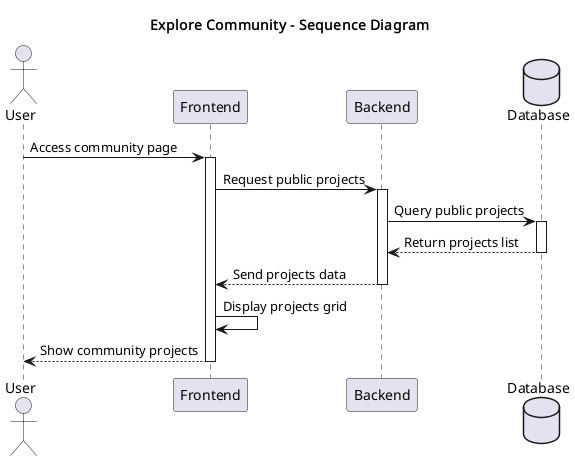 Explore Community - Sequence Diagram
User
Frontend
Backend
Database
Access community page
Request public projects
Query public projects
Return projects list
Send projects data
Display projects grid
Show community projects
User
Frontend
Backend
Database